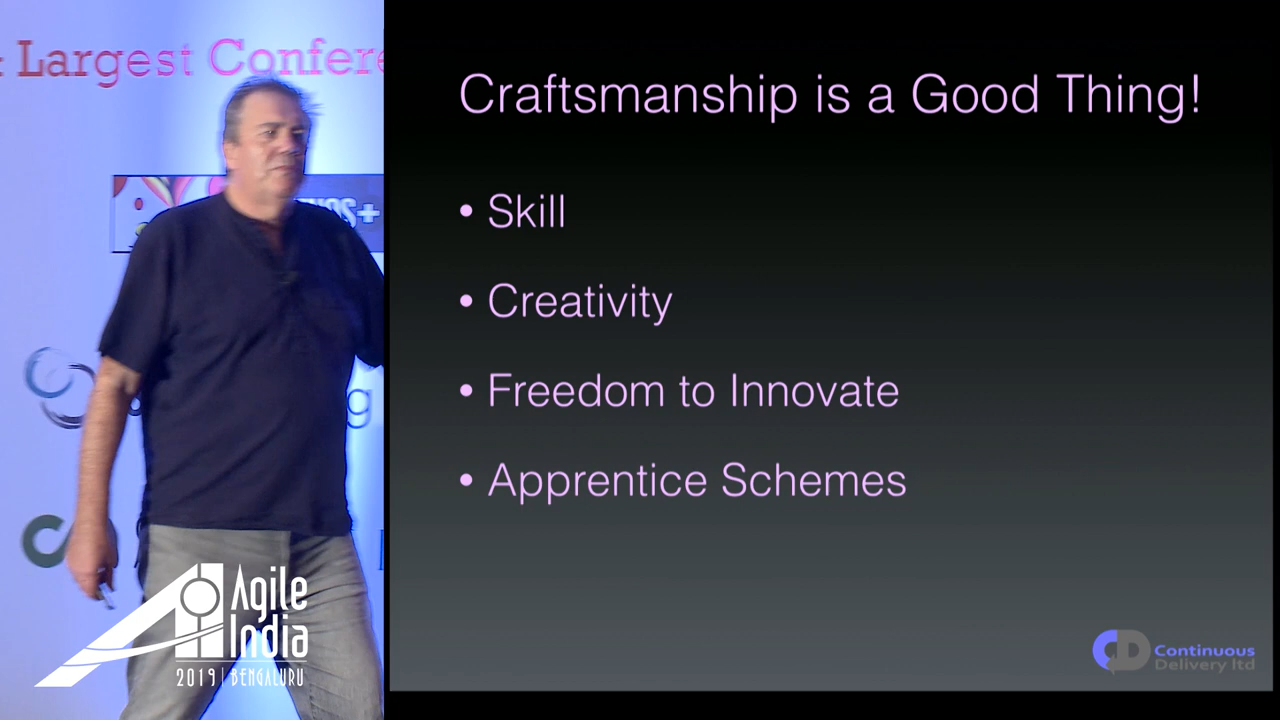 Largest Confere
Craftsmanship is a Good Thing!
• Skill
• Creativity
• Freedom to Innovate
• Apprentice Schemes
Agile
India
2019 | BENGALURU
Continuous
Delivery ltd